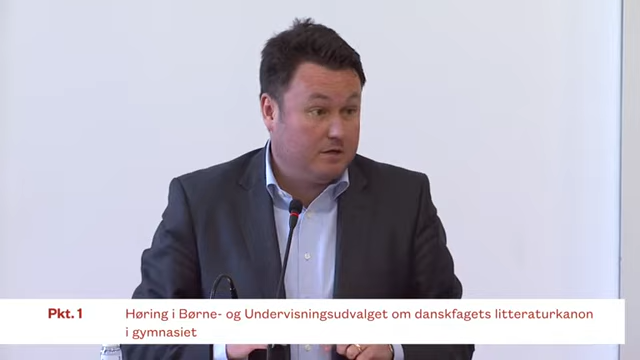 Pkt. 1
Høring i Børne- og Undervisningsudvalget om danskfagets litteraturkanon
i gymnasiet